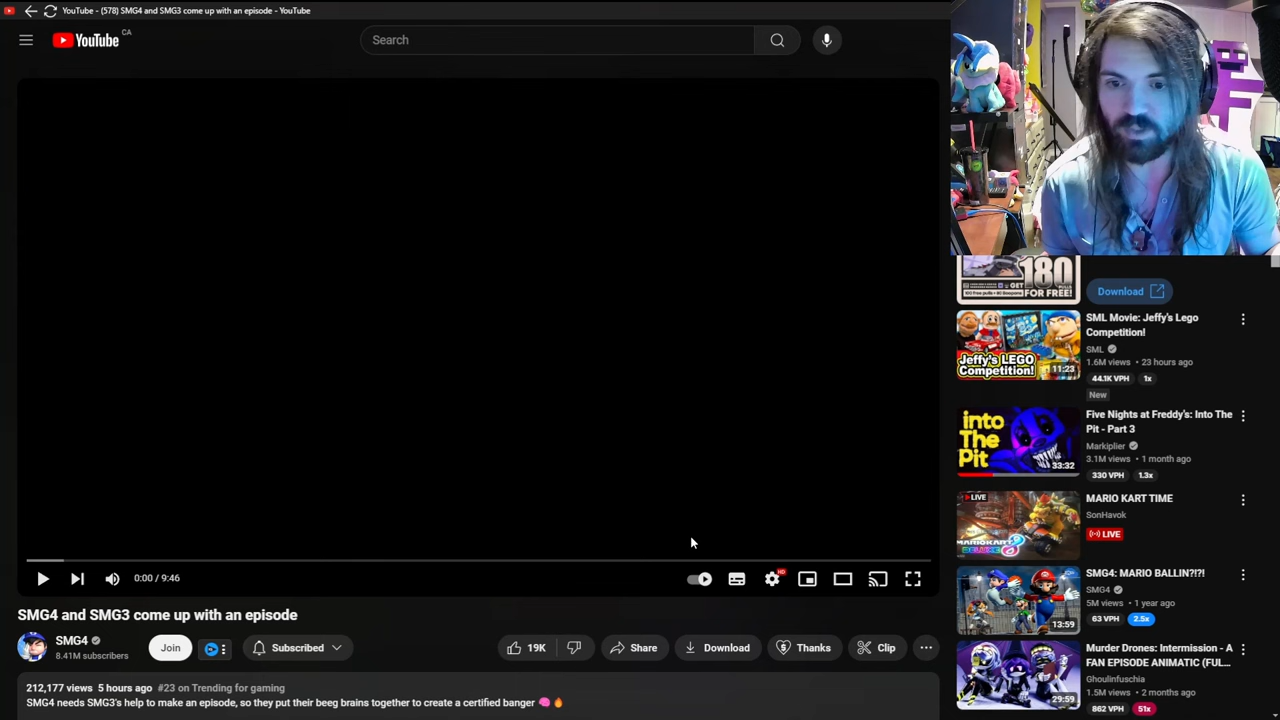 YouTube - (578) SMG4 and SMG3 come up with an episode - YouTube
YouTube CA
Search
0:00 / 9:46
HD
SMG4 and SMG3 come up with an episode
SMG4
8.41M subscribers
Join
Subscribed
19K
Share
Download
Thanks
Clip
212,177 views 5 hours ago #23 on Trending for gaming
SMG4 needs SMG3's help to make an episode, so they put their beeg brains together to create a certified banger
180
GET
FOR FREE!
Download
Jeffy's LEGO
Competition!
11:23
SML Movie: Jeffy's Lego
Competition!
SML
1.6M views • 23 hours ago
44.1K VPH 1x
New
into
The
Pit
33:32
Five Nights at Freddy's: Into The
Pit - Part 3
Markiplier
3.1M views • 1 month ago
330 VPH 1.3x
LIVE
MARIO KART
DELUXE
MARIO KART TIME
SonHavok
LIVE
13:59
SMG4: MARIO BALLIN?!?!
SMG4
5M views • 1 year ago
63 VPH 2.5x
29:59
Murder Drones: Intermission - A
FAN EPISODE ANIMATIC (FUL...
Ghoulinfuschia
1.5M views • 2 months ago
862 VPH 51x